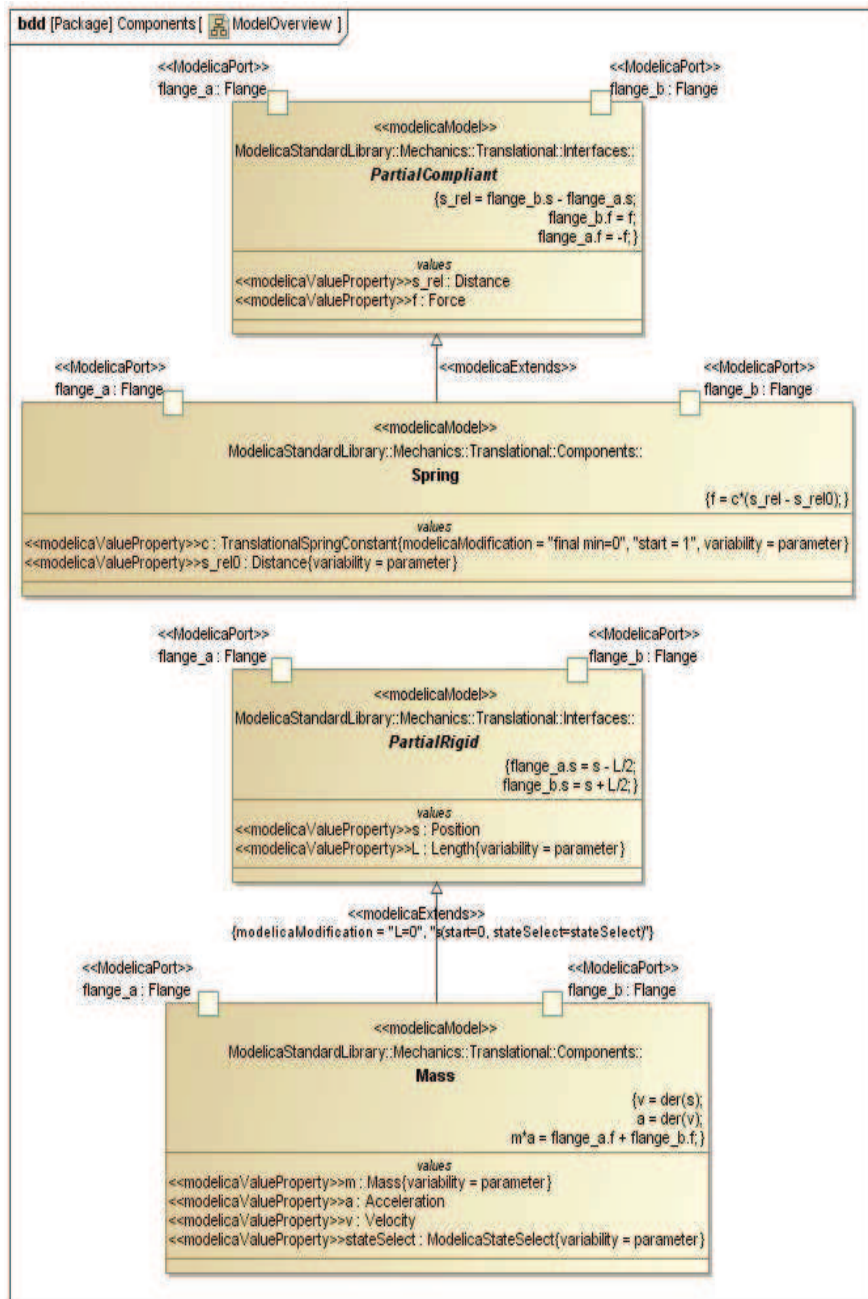 bdd [Package] Components [ ModelOverview ]
<<ModelicaPort>>
flange_a : Flange
<<ModelicaPort>>
flange_b : Flange
<<modelicaModel>>
ModelicaStandardLibrary::Mechanics::Translational::Interfaces::
PartialCompliant
{s_rel = flange_b.s - flange_a.s;
flange_b.f = f;
flange_a.f = -f; }
values
<<modelicaValueProperty>>s_rel : Distance
<<modelicaValueProperty>>f : Force
<<modelicaExtends>>
<<ModelicaPort>>
flange_a : Flange
<<ModelicaPort>>
flange_b : Flange
<<modelicaModel>>
ModelicaStandardLibrary::Mechanics::Translational::Components::
Spring
{f = c*(s_rel - s_rel0); }
values
<<modelicaValueProperty>>c : TranslationalSpringConstant{modelicaModification = "final min=0", "start = 1", variability = parameter}
<<modelicaValueProperty>>s_rel0 : Distance{variability = parameter}
<<ModelicaPort>>
flange_a : Flange
<<ModelicaPort>>
flange_b : Flange
<<modelicaModel>>
ModelicaStandardLibrary::Mechanics::Translational::Interfaces::
PartialRigid
{flange_a.s = s - L/2;
flange_b.s = s + L/2; }
values
<<modelicaValueProperty>>s : Position
<<modelicaValueProperty>>L : Length{variability = parameter}
<<modelicaExtends>>
{modelicaModification = "L=0", "s(start=0, stateSelect=stateSelect)"}
<<ModelicaPort>>
flange_a : Flange
<<ModelicaPort>>
flange_b : Flange
<<modelicaModel>>
ModelicaStandardLibrary::Mechanics::Translational::Components::
Mass
{v = der(s);
a = der(v);
m*a = flange_a.f + flange_b.f; }
values
<<modelicaValueProperty>>m : Mass{variability = parameter}
<<modelicaValueProperty>>a : Acceleration
<<modelicaValueProperty>>v : Velocity
<<modelicaValueProperty>>stateSelect : ModelicaStateSelect{variability = parameter}